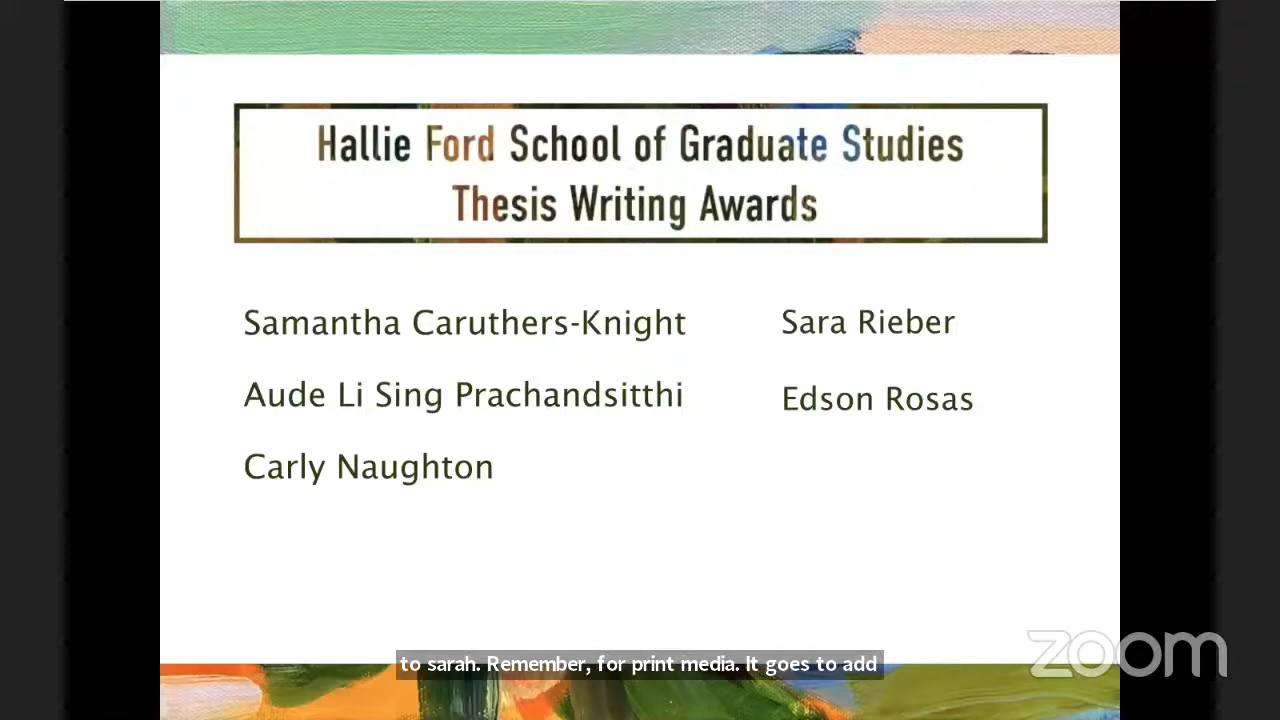 Hallie Ford School of Graduate Studies
Thesis Writing Awards
Samantha Caruthers-Knight
Aude Li Sing Prachandsitthi
Carly Naughton
Sara Rieber
Edson Rosas
to sarah. Remember, for print media. It goes to add
zoom